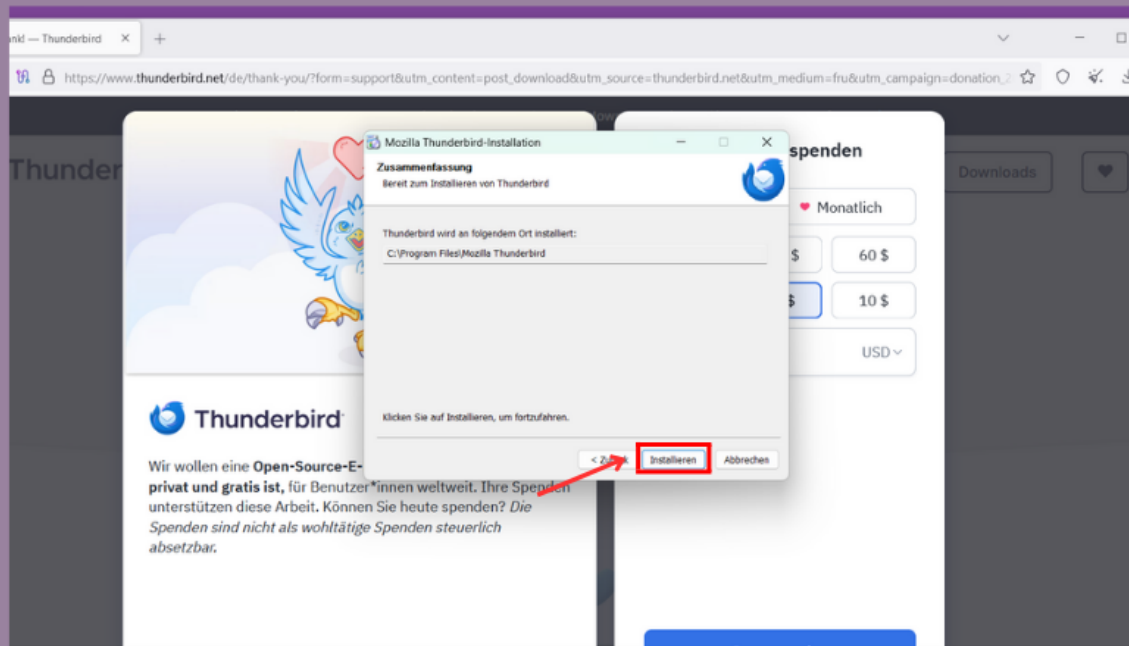 — Thunderbird
https://www.thunderbird.net/de/thank-you/?form=support&utm_content=post_download&utm_source=thunderbird.net&utm_medium=fru&utm_campaign=donation_2
Thunder
Downloads
Mozilla Thunderbird-Installation
Zusammenfassung
Bereit zum Installieren von Thunderbird
Thunderbird wird an folgendem Ort installiert:
C:\Program Files\Mozilla Thunderbird
Klicken Sie auf Installieren, um fortzufahren.
Installieren
Abbrechen
spenden
Monatlich
$
60 $
$
10 $
USD
Thunderbird
Wir wollen eine Open-Source-E-
privat und gratis ist, für Benutzer*innen weltweit. Ihre Spenden
unterstützen diese Arbeit. Können Sie heute spenden? Die
Spenden sind nicht als wohltätige Spenden steuerlich
absetzbar.